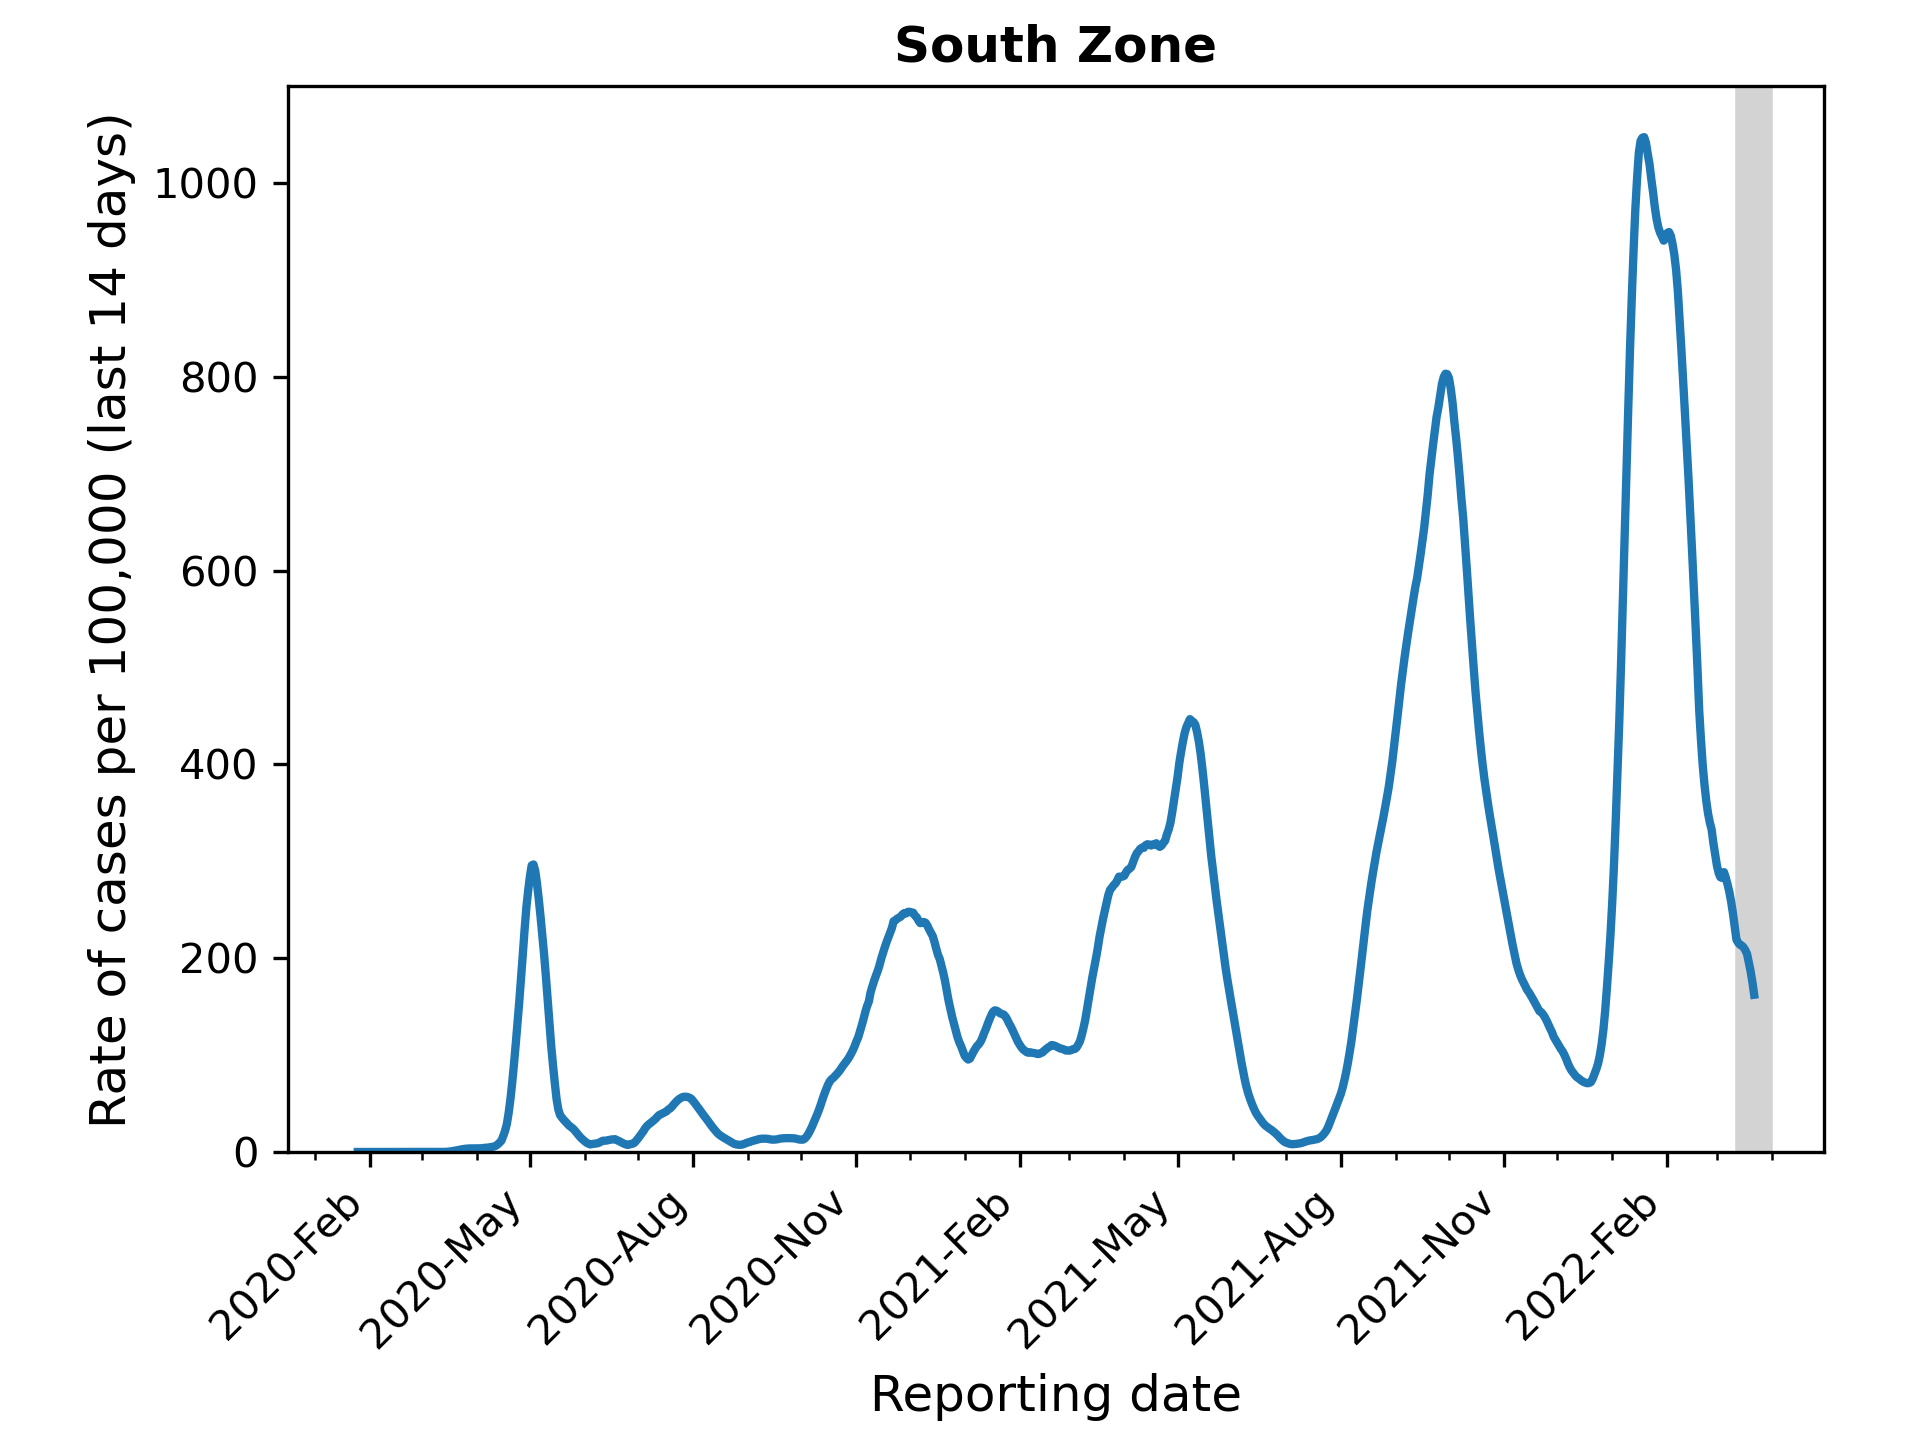 South Zone
Rate of cases per 100,000 (last 14 days)
1000
800
600
400
200
0
2020-Feb
2020-May
2020-Aug
2020-Nov
2021-Feb
2021-May
2021-Aug
2021-Nov
2022-Feb
Reporting date